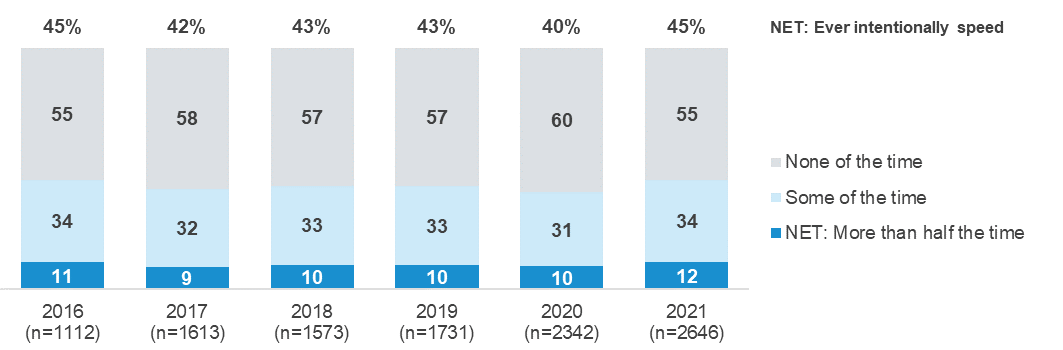 45% 42% 43% 43% 40% 45% NET: Ever intentionally speed
55 58 57 57 60 55
None of the time
Some of the time
NET: More than half the time
34 32 33 33 31 34
11 9 10 10 10 12
2016 2017 2018 2019 2020 2021
(n=1112) (n=1613) (n=1573) (n=1731) (n=2342) (n=2646)